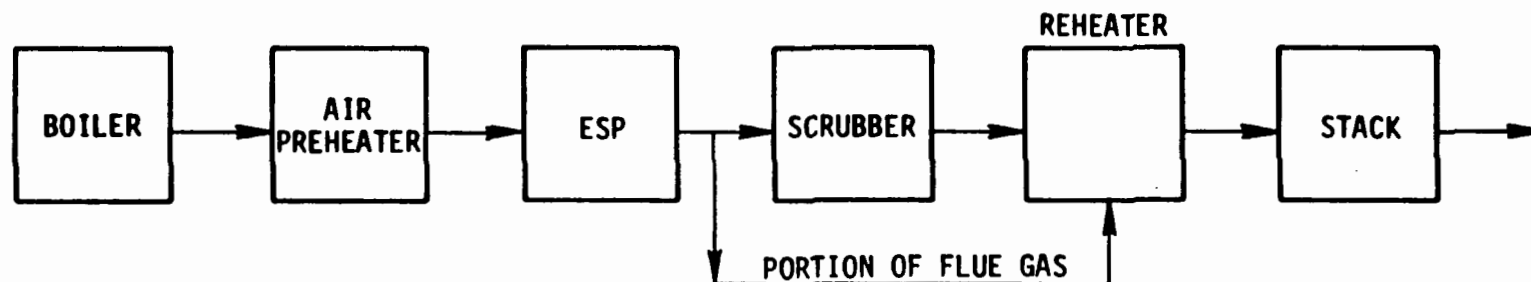 REHEATER
BOILER
AIR
PREHEATER
ESP
SCRUBBER
STACK
PORTION OF FLUE GAS